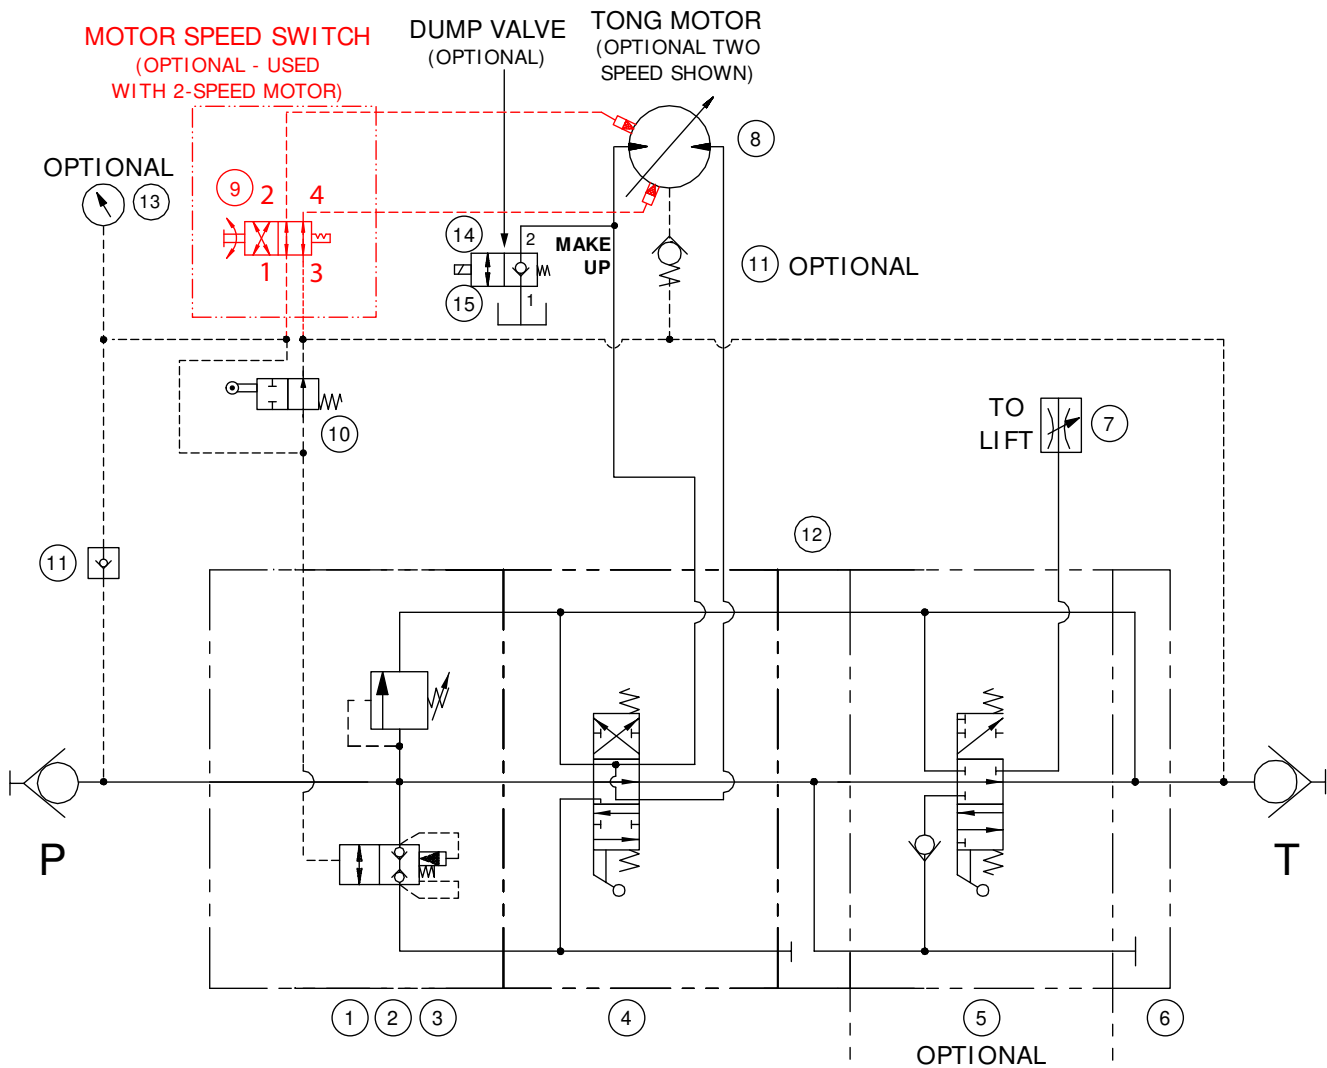 MOTOR SPEED SWITCH
(OPTIONAL - USED
WITH 2-SPEED MOTOR)
DUMP VALVE
(OPTIONAL)
TONG MOTOR
(OPTIONAL TWO
SPEED SHOWN)
8
OPTIONAL
13
9
2 4
1 3
14
15
2
1
MAKE
UP
11 OPTIONAL
10
TO
LIFT
7
12
11
P
T
1 2 3
4
5
OPTIONAL
6